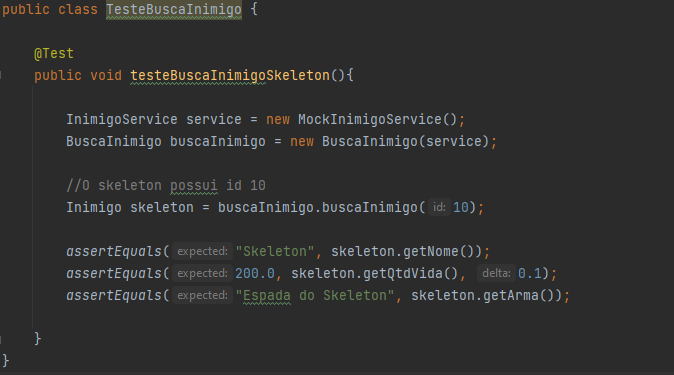 public class TesteBuscaInimigo {
@Test
public void testeBuscaInimigoSkeleton(){
InimigoService service = new MockInimigoService();
BuscaInimigo buscaInimigo = new BuscaInimigo(service);
//O skeleton possui id 10
Inimigo skeleton = buscaInimigo.buscaInimigo( id: 10);
assertEquals( expected: "Skeleton", skeleton.getNome());
assertEquals( expected: 200.0, skeleton.getQtdVida(), delta: 0.1);
assertEquals( expected: "Espada do Skeleton", skeleton.getArma());
}
}